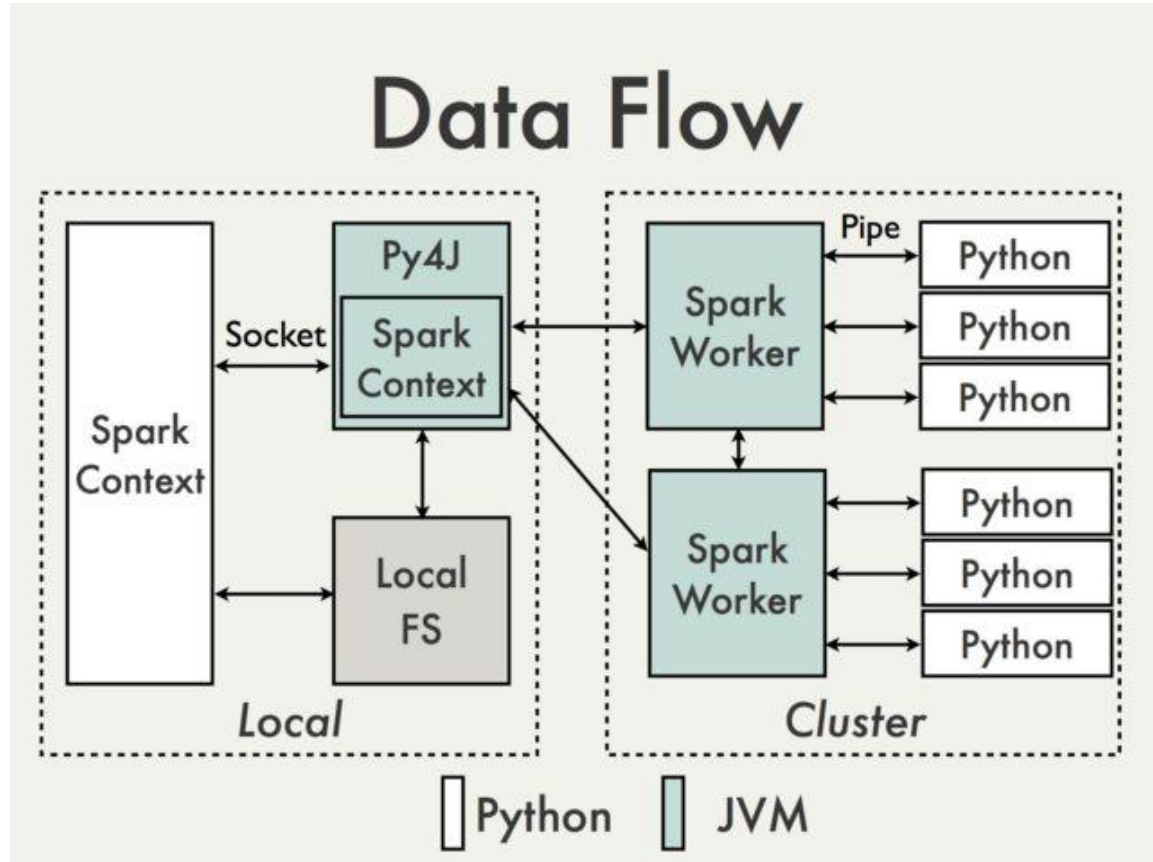 Data Flow
Spark
Context
Socket
Py4J
Spark
Context
Local
FS
Local
Spark
Worker
Pipe
Python
Python
Python
Spark
Worker
Python
Python
Python
Cluster
Python
JVM